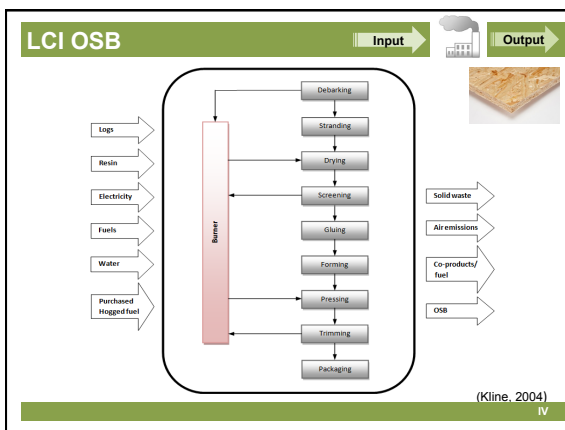 LCI OSB
Input
Output
Debarking
Stranding
Drying
Screening
Gluing
Forming
Pressing
Trimming
Packaging
Burner
Logs
Resin
Electricity
Fuels
Water
Purchased
Hogged fuel
Solid waste
Air emissions
Co-products/
fuel
OSB
(Kline, 2004)
IV